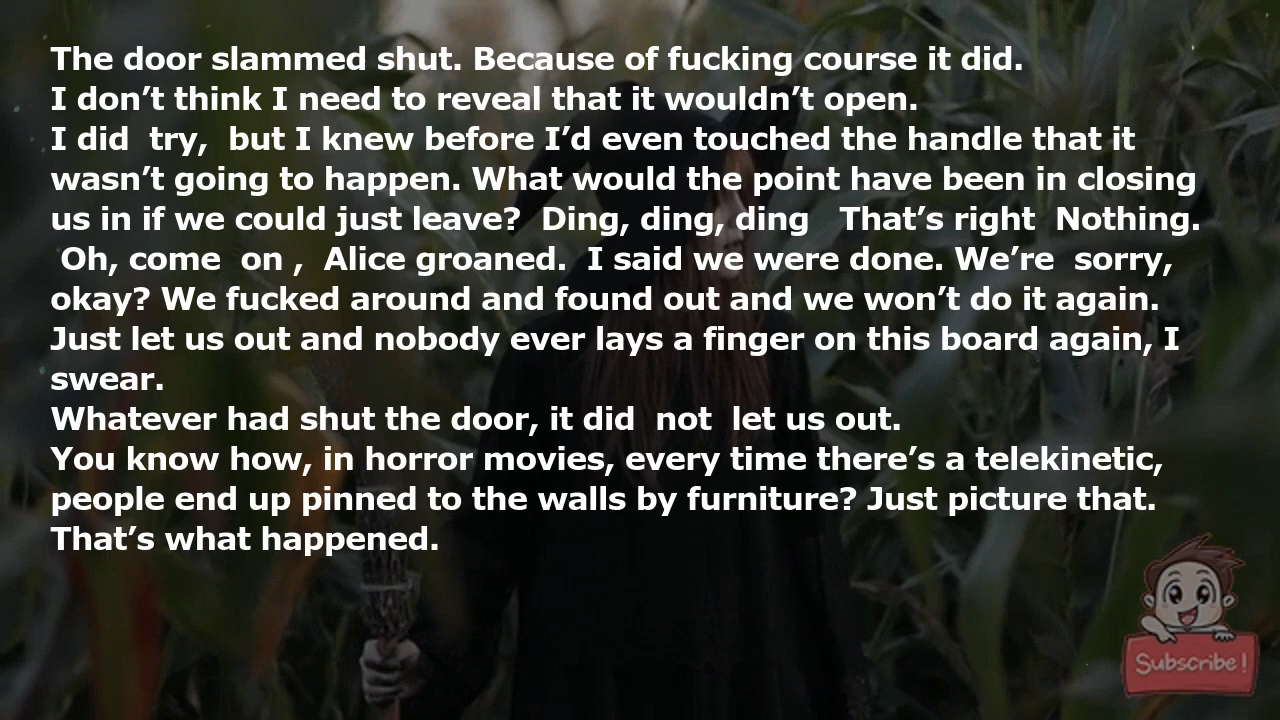 The door slammed shut. Because of fucking course it did.
I don’t think I need to reveal that it wouldn’t open.
I did  try,  but I knew before I’d even touched the handle that it
wasn’t going to happen. What would the point have been in closing
us in if we could just leave?  Ding, ding, ding   That’s right  Nothing.
 Oh, come  on ,  Alice groaned.  I said we were done. We’re  sorry,
okay? We fucked around and found out and we won’t do it again.
Just let us out and nobody ever lays a finger on this board again, I
swear.
Whatever had shut the door, it did  not  let us out.
You know how, in horror movies, every time there’s a telekinetic,
people end up pinned to the walls by furniture? Just picture that.
That’s what happened.
Subscribe!